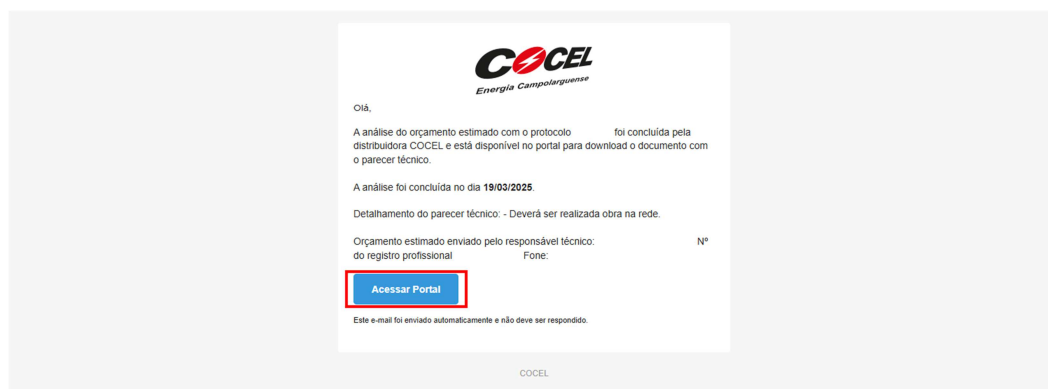 COCEL
Energia Campolarguense
Olá,
A análise do orçamento estimado com o protocolo foi concluída pela
distribuidora COCEL e está disponível no portal para download o documento com
o parecer técnico.
A análise foi concluída no dia 19/03/2025.
Detalhamento do parecer técnico: - Deverá ser realizada obra na rede.
Orçamento estimado enviado pelo responsável técnico: Nº
do registro profissional Fone:
Acessar Portal
Este e-mail foi enviado automaticamente e não deve ser respondido.
COCEL